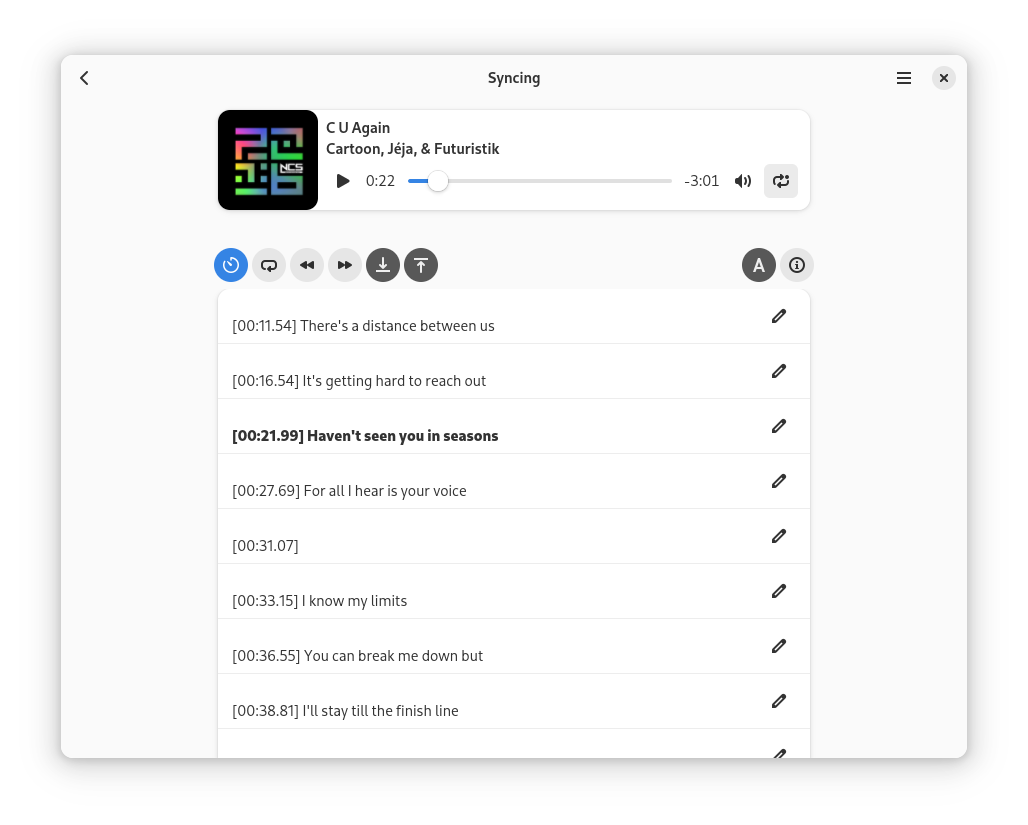 Syncing
C U Again
Cartoon, Jéja, & Futuristik
0:22
-3:01
NCS
A
[00:11.54] There's a distance between us
[00:16.54] It's getting hard to reach out
[00:21.99] Haven't seen you in seasons
[00:27.69] For all I hear is your voice
[00:31.07]
[00:33.15] I know my limits
[00:36.55] You can break me down but
[00:38.81] I'll stay till the finish line